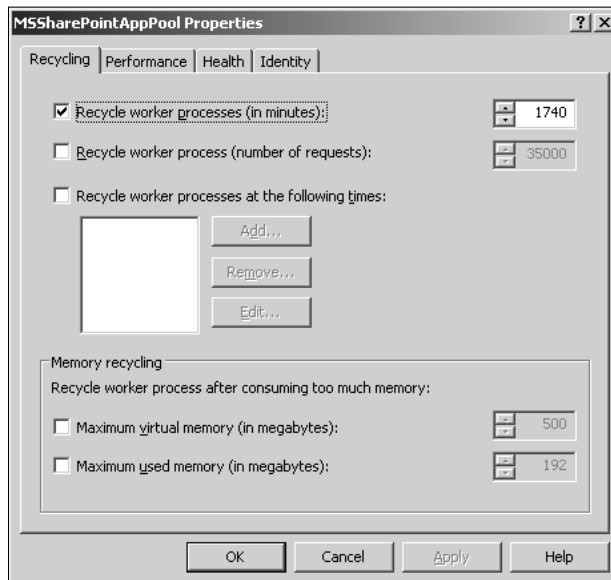 MSSharePointAppPool Properties
Recycling Performance Health Identity
Recycle worker processes (in minutes): 1740
Recycle worker process (number of requests): 35000
Recycle worker processes at the following times:
Add...
Remove...
Edit...
Memory recycling
Recycle worker process after consuming too much memory:
Maximum virtual memory (in megabytes): 500
Maximum used memory (in megabytes): 192
OK Cancel Apply Help